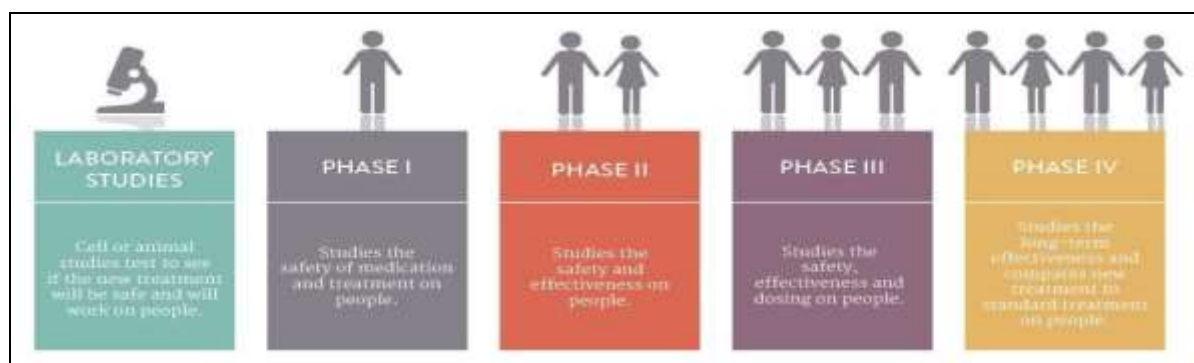 LABORATORY
STUDIES
Cell or animal
studies test to see
if the new treatment
will be safe and will
work on people.
PHASE I
Studies the
safety of medication
and treatment on
people.
PHASE II
Studies the
safety and
effectiveness on
people.
PHASE III
Studies the
safety,
effectiveness and
dosing on people.
PHASE IV
Studies the
long-term
effectiveness and
compares new
treatment to
standard treatment
on people.